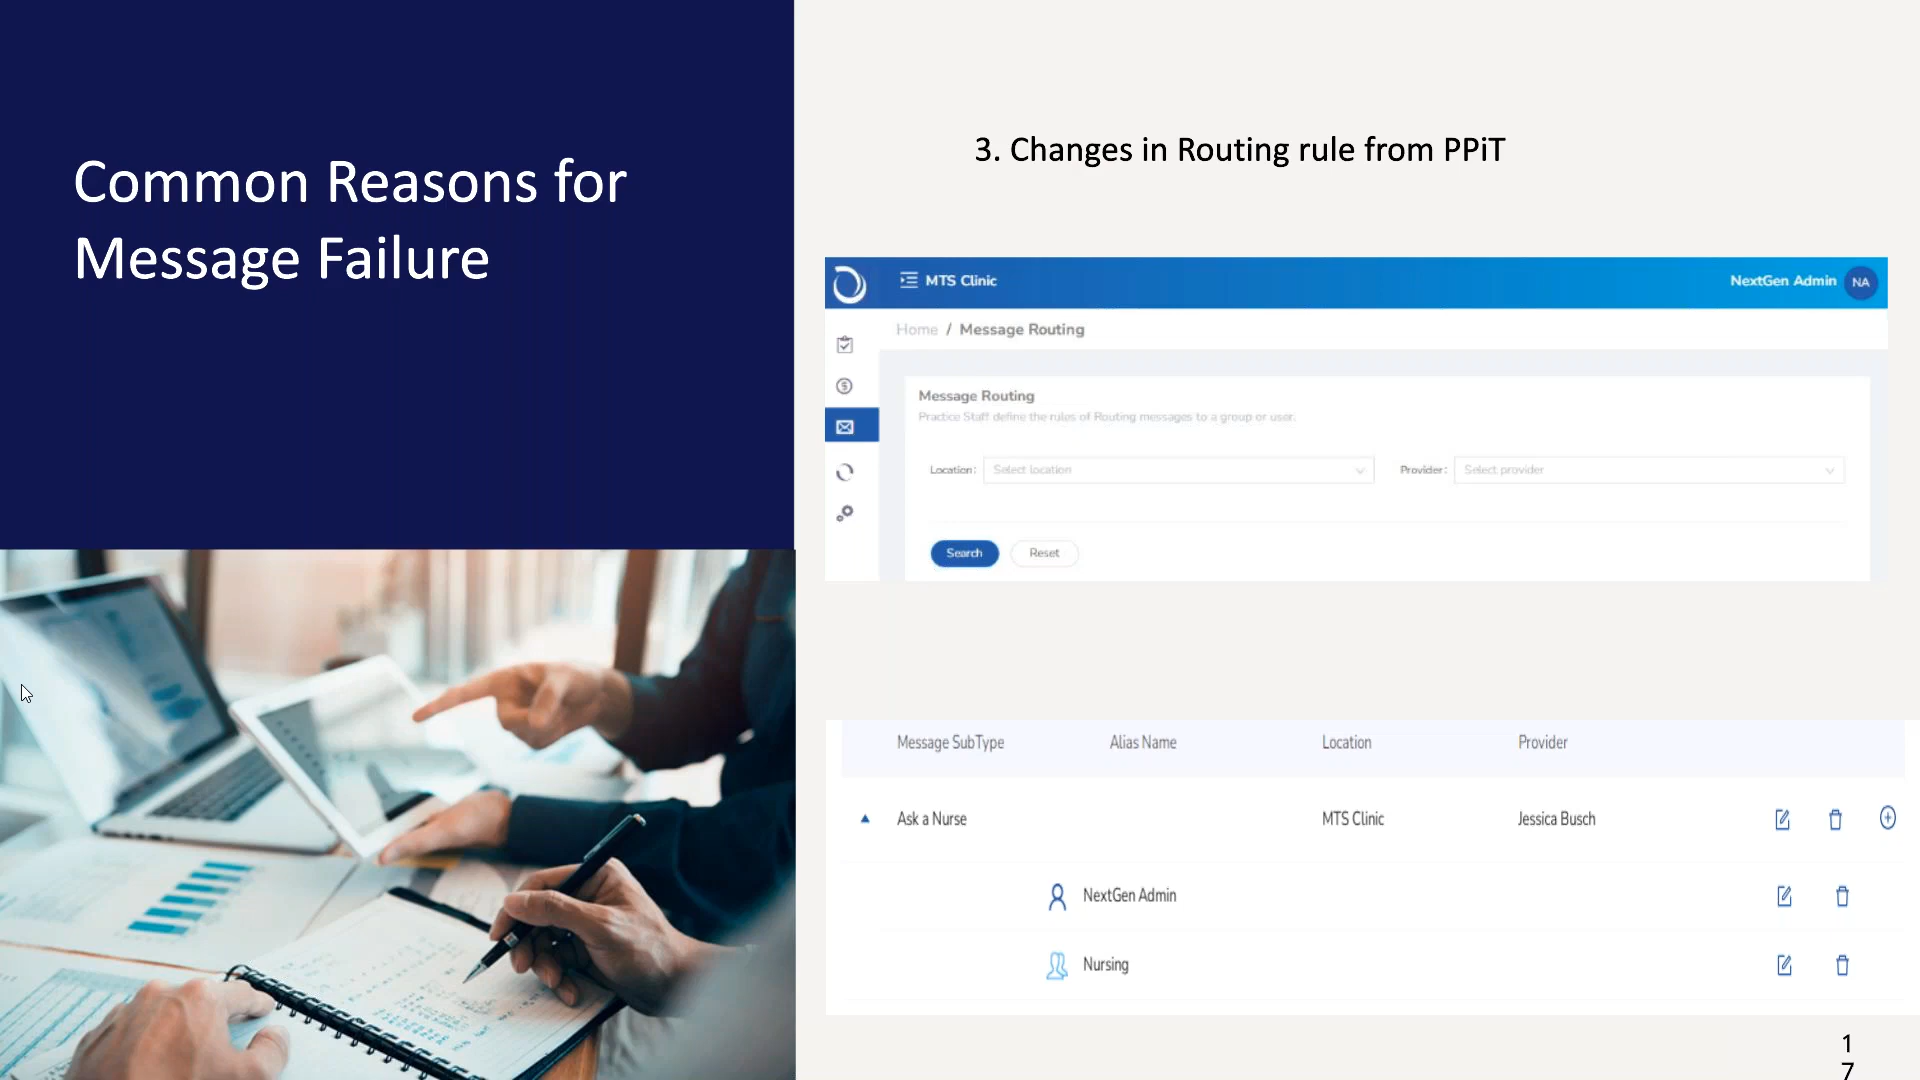 Common Reasons for
Message Failure
3. Changes in Routing rule from PPiT
MTS Clinic
NextGen Admin
NA
Home / Message Routing
Message Routing
Practice Staff define the rules of Routing messages to a group or user.
Location: Select location
Provider: Select provider
Search
Reset
Message SubType Alias Name Location Provider
Ask a Nurse MTS Clinic Jessica Busch
NextGen Admin
Nursing
1
7